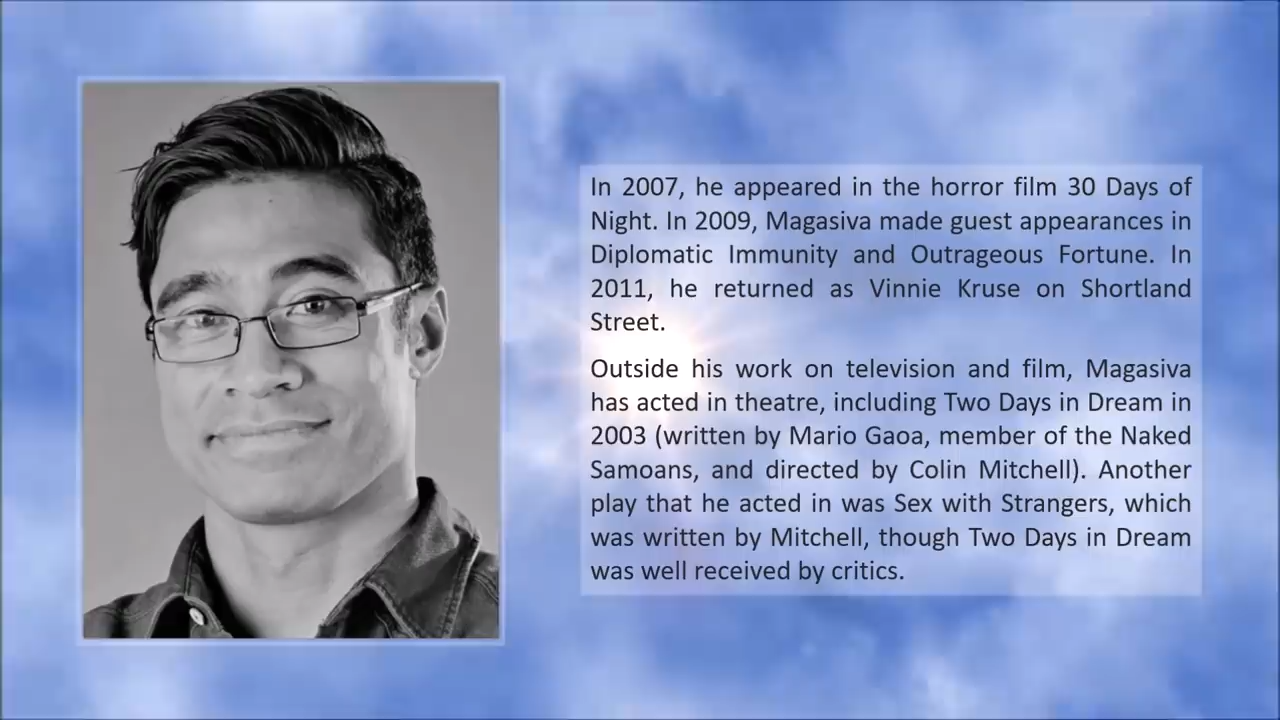 In 2007, he appeared in the horror film 30 Days of
Night. In 2009, Magasiva made guest appearances in
Diplomatic Immunity and Outrageous Fortune. In
2011, he returned as Vinnie Kruse on Shortland
Street.
Outside his work on television and film, Magasiva
has acted in theatre, including Two Days in Dream in
2003 (written by Mario Gaoa, member of the Naked
Samoans, and directed by Colin Mitchell). Another
play that he acted in was Sex with Strangers, which
was written by Mitchell, though Two Days in Dream
was well received by critics.